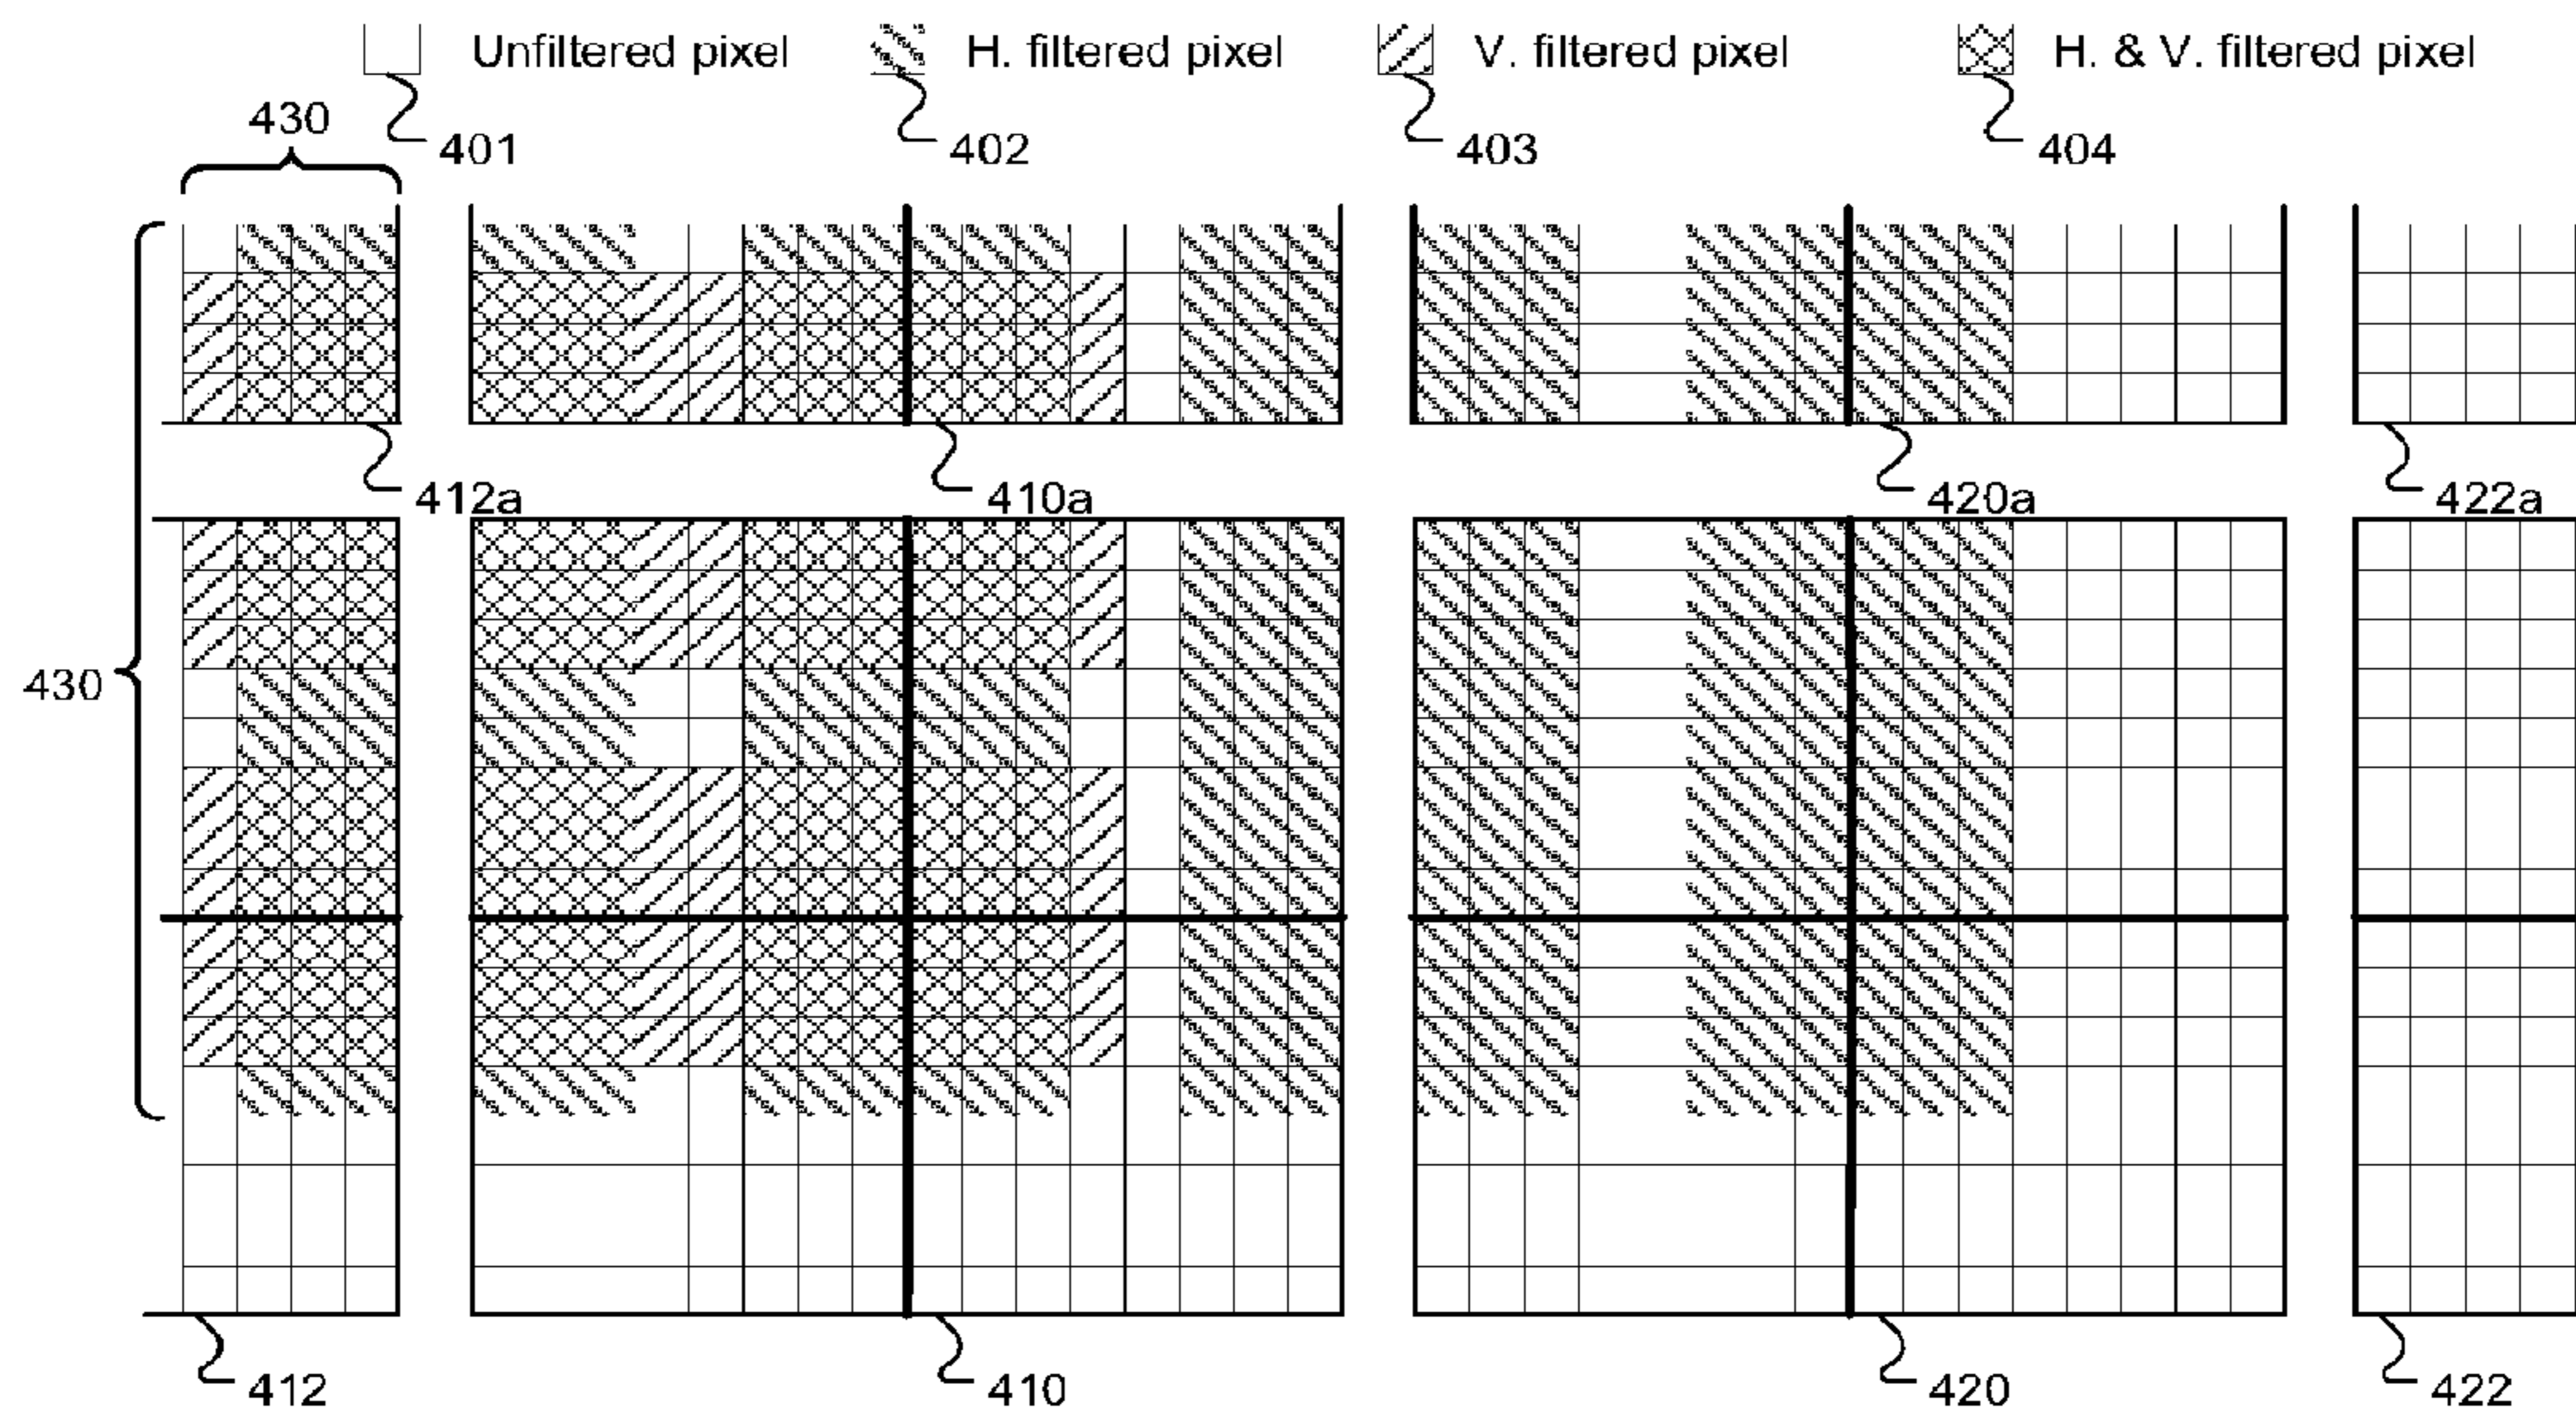 Unfiltered pixel H. filtered pixel V. filtered pixel H. & V. filtered pixel
430
401 402 403 404
412a 410a 420a 422a
430
412 410 420 422